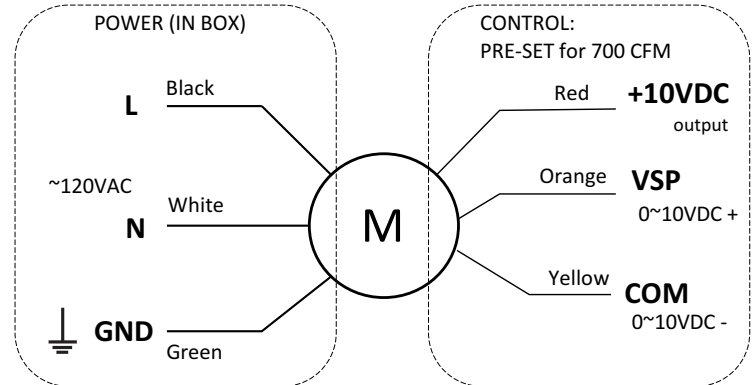 POWER (IN BOX)
L
Black
~120VAC
N
White
GND
Green
M
CONTROL:
PRE-SET for 700 CFM
Red
+10VDC
output
Orange
VSP
0~10VDC +
Yellow
COM
0~10VDC -